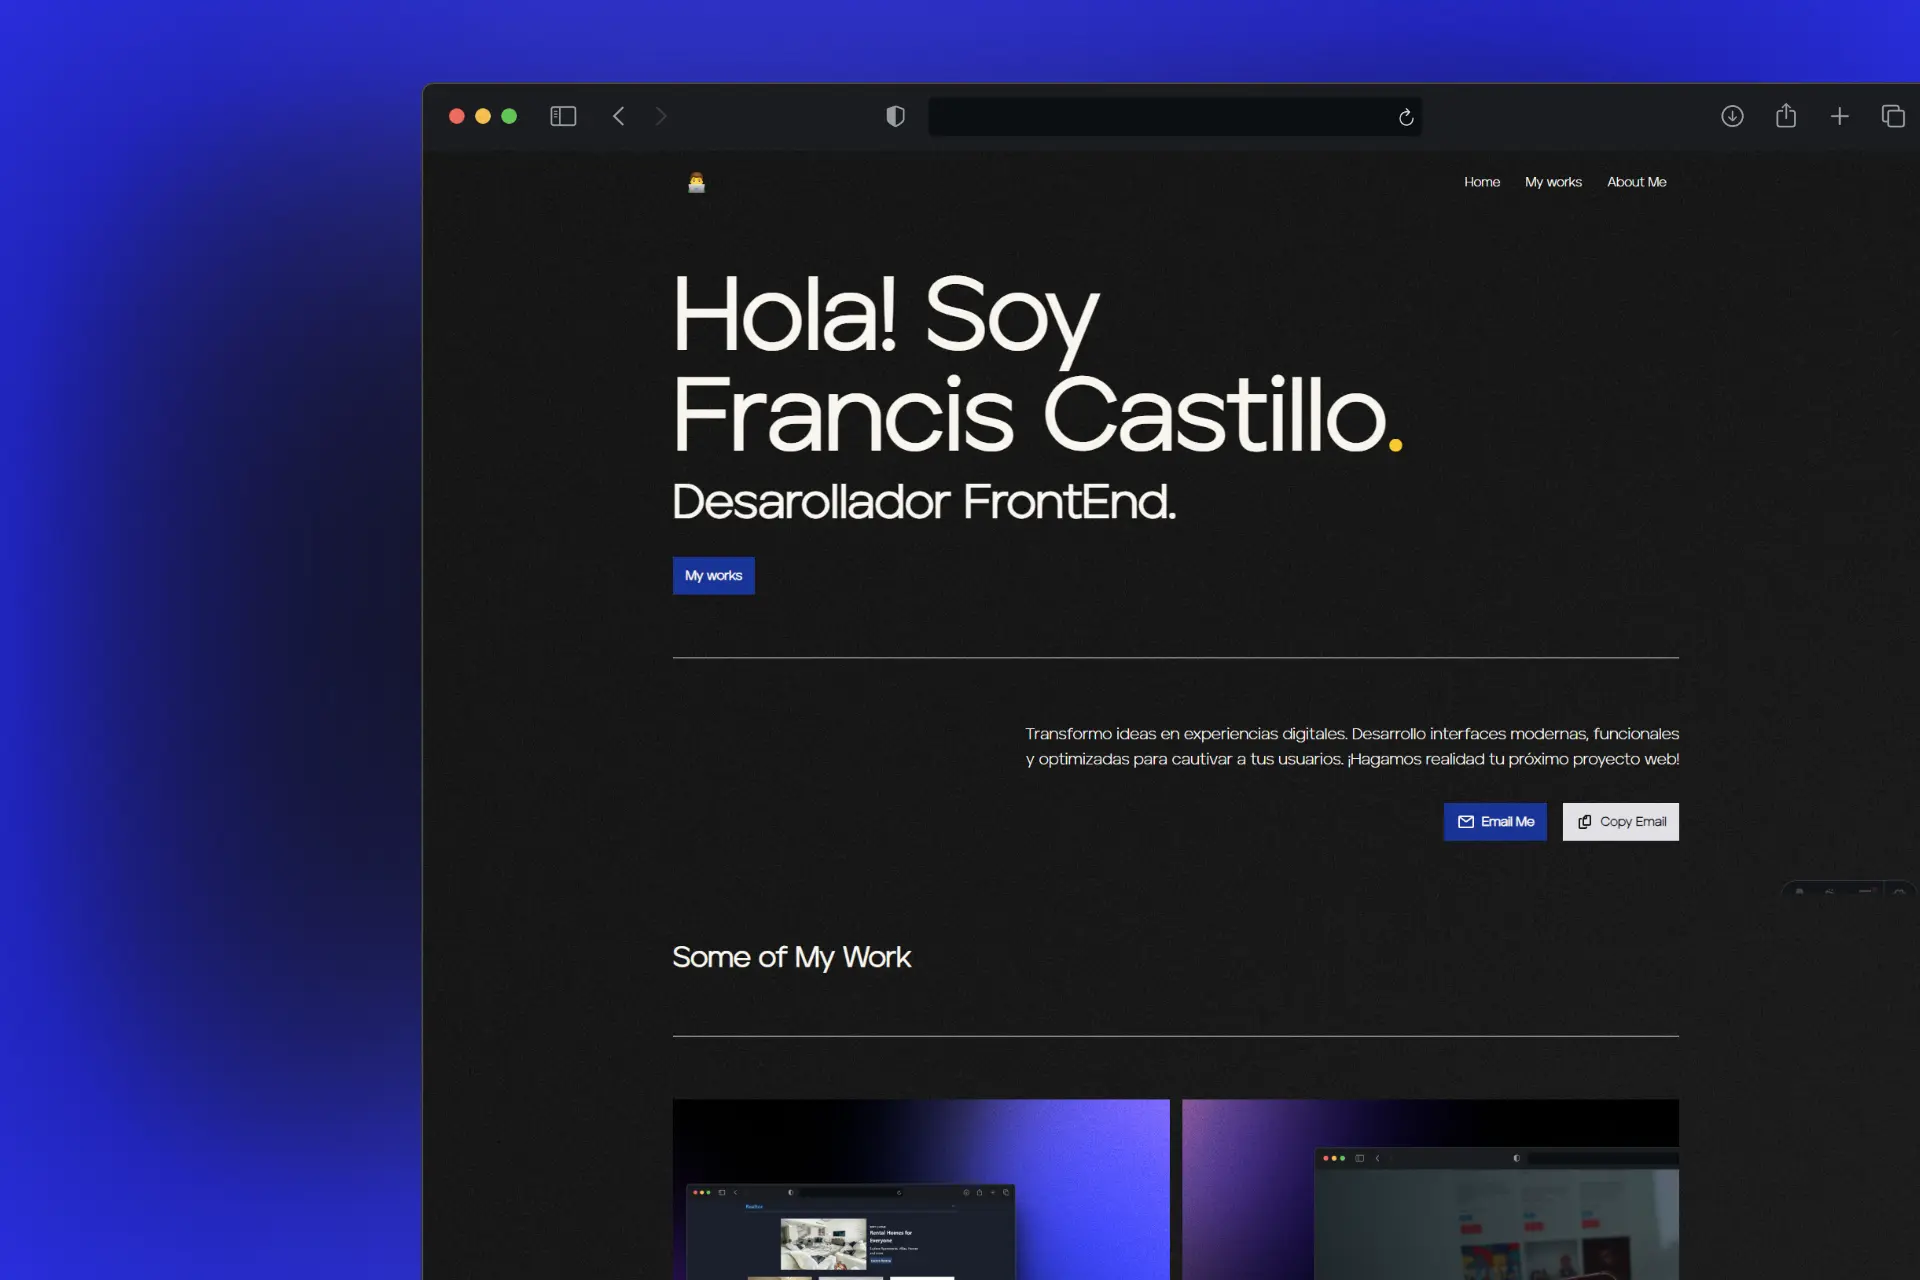 Home My works About Me
Hola! Soy
Francis Castillo.
Desarollador FrontEnd.
My works
Transformo ideas en experiencias digitales. Desarrollo interfaces modernas, funcionales
y optimizadas para cautivar a tus usuarios. ¡Hagamos realidad tu próximo proyecto web!
Email Me Copy Email
Some of My Work
Rental Homes for
Everyone